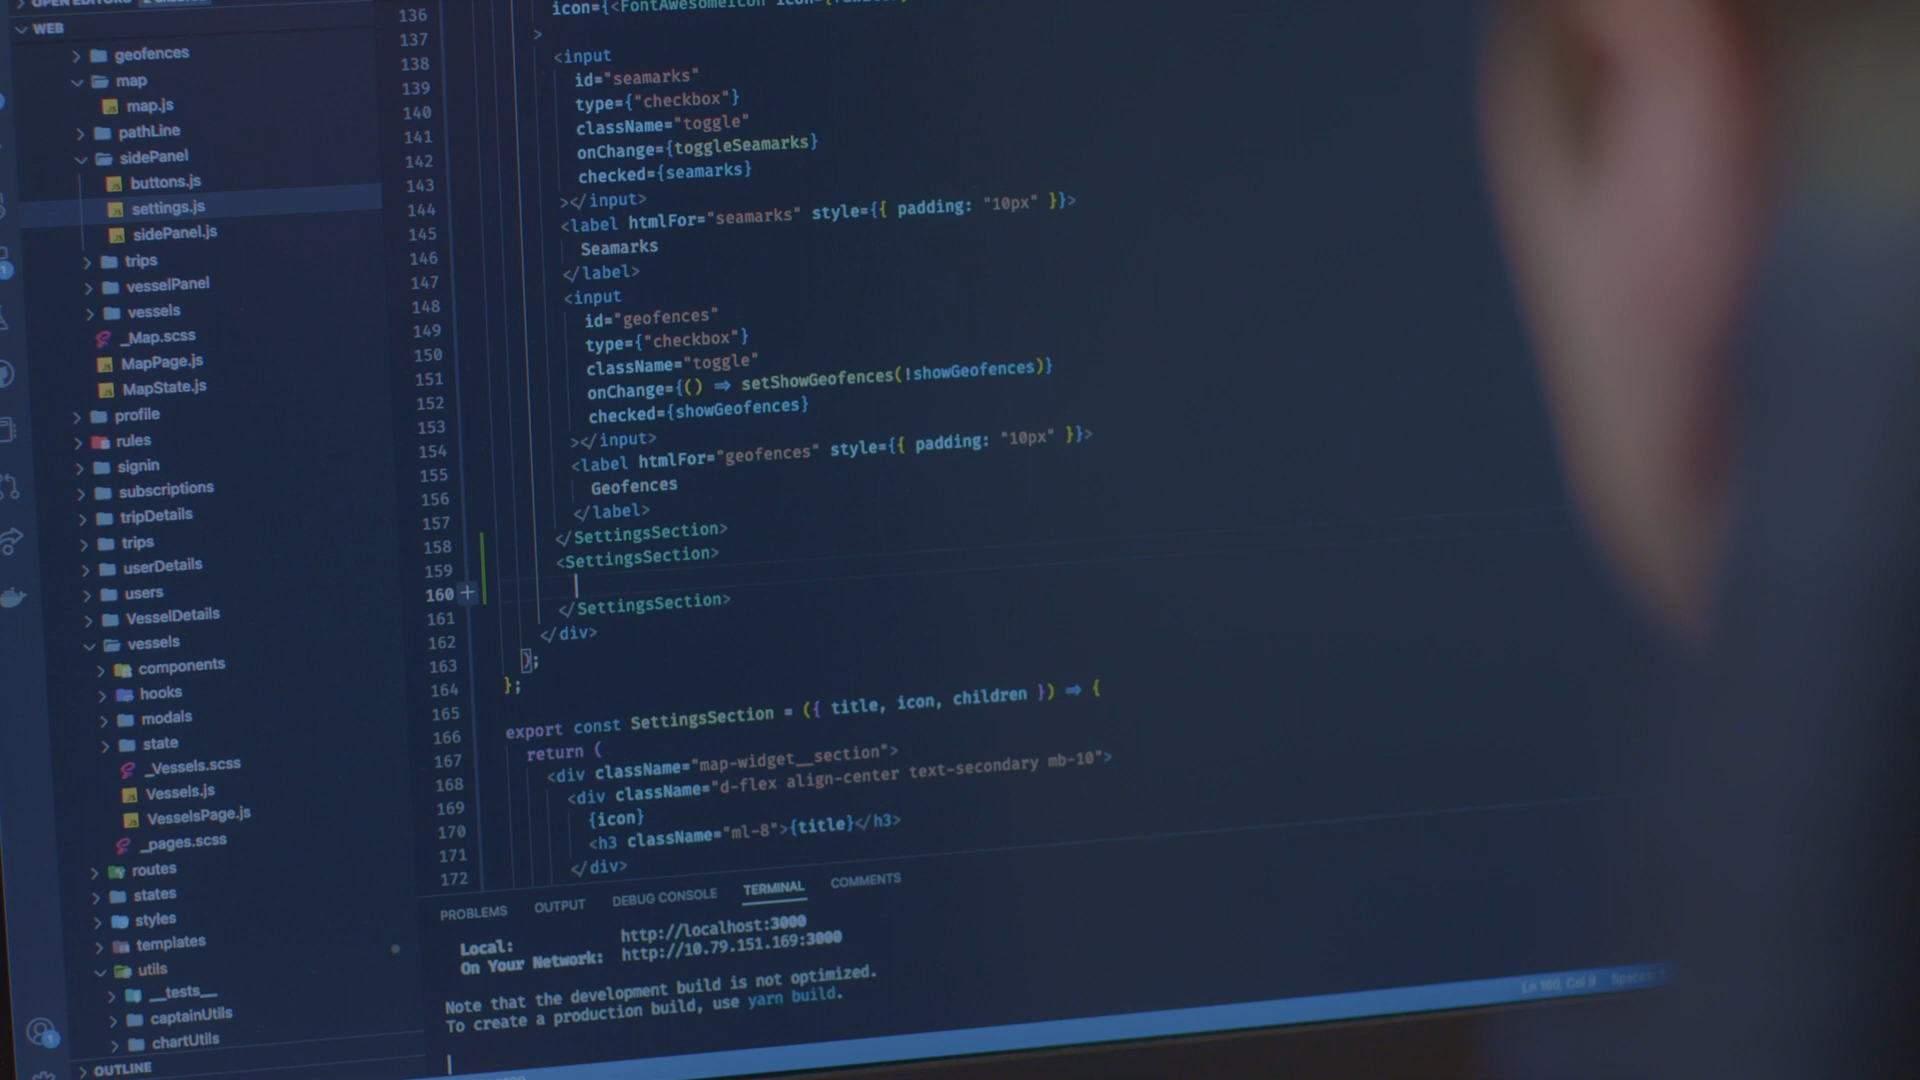 OPEN EDITORS
WEB
geofences
map
map.js
pathLine
sidePanel
buttons.js
settings.js
sidePanel.js
trips
vesselPanel
vessels
_Map.scss
MapPage.js
MapState.js
profile
rules
signin
subscriptions
tripDetails
trips
userDetails
users
VesselDetails
vessels
components
hooks
modals
state
_Vessels.scss
Vessels.js
VesselsPage.js
_pages.scss
routes
states
styles
templates
utils
__tests__
captainUtils
chartUtils
OUTLINE
136 icon={<FontAwesomeIcon
137 >
138 <input
139 id="seamarks"
140 type={"checkbox"}
141 className="toggle"
142 onChange={toggleSeamarks}
143 checked={seamarks}
144 ></input>
145 <label htmlFor="seamarks" style={{ padding: "10px" }}>
146 Seamarks
147 </label>
148 <input
149 id="geofences"
150 type={"checkbox"}
151 className="toggle"
152 onChange={() => setShowGeofences(!showGeofences)}
153 checked={showGeofences}
154 ></input>
155 <label htmlFor="geofences" style={{ padding: "10px" }}>
156 Geofences
157 </label>
158 </SettingsSection>
159 <SettingsSection>
160
161 </SettingsSection>
162 </div>
163 );
164 };
165
166 export const SettingsSection = ({ title, icon, children }) => {
167 return (
168 <div className="map-widget__section">
169 <div className="d-flex align-center text-secondary mb-10">
170 {icon}
171 <h3 className="ml-8">{title}</h3>
172 </div>
PROBLEMS OUTPUT DEBUG CONSOLE TERMINAL COMMENTS
Local: http://localhost:3000
On Your Network: http://10.79.151.169:3000
Note that the development build is not optimized.
To create a production build, use yarn build.
Ln 160, Col 9 Spaces